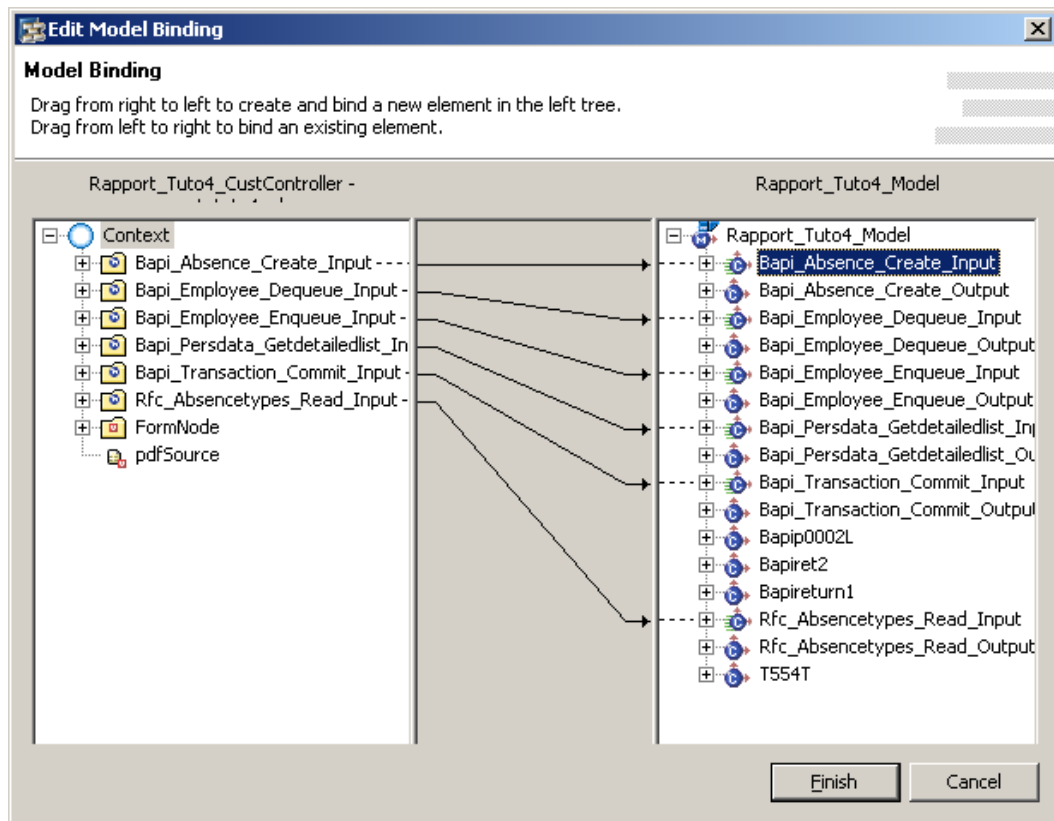 Edit Model Binding
Model Binding
Drag from right to left to create and bind a new element in the left tree.
Drag from left to right to bind an existing element.
Rapport_Tuto4_CustController -
Rapport_Tuto4_Model
Context
Bapi_Absence_Create_Input
Bapi_Employee_Dequeue_Input
Bapi_Employee_Enqueue_Input
Bapi_Persdata_Getdetailedlist_In
Bapi_Transaction_Commit_Input
Rfc_Absencetypes_Read_Input
FormNode
pdfSource
Rapport_Tuto4_Model
Bapi_Absence_Create_Input
Bapi_Absence_Create_Output
Bapi_Employee_Dequeue_Input
Bapi_Employee_Dequeue_Output
Bapi_Employee_Enqueue_Input
Bapi_Employee_Enqueue_Output
Bapi_Persdata_Getdetailedlist_Inp
Bapi_Persdata_Getdetailedlist_Ou
Bapi_Transaction_Commit_Input
Bapi_Transaction_Commit_Output
Bapip0002L
Bapiret2
Bapireturn1
Rfc_Absencetypes_Read_Input
Rfc_Absencetypes_Read_Output
T554T
Finish
Cancel